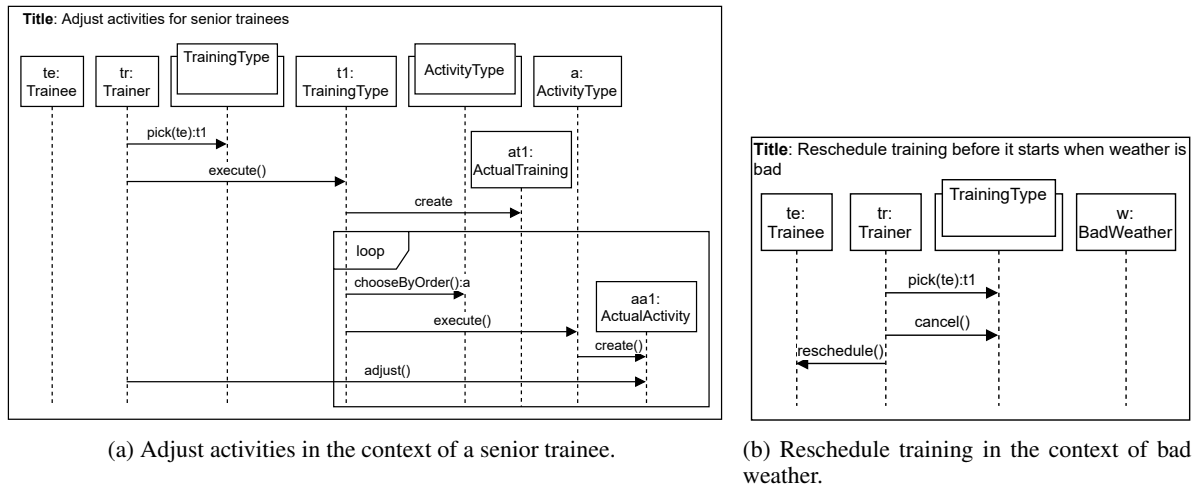 Title: Adjust activities for senior trainees
te:
Trainee
tr:
Trainer
TrainingType
t1:
TrainingType
ActivityType
a:
ActivityType
pick(te):t1
at1:
ActualTraining
execute()
create
loop
chooseByOrder():a
aa1:
ActualActivity
execute()
create()
adjust()
(a) Adjust activities in the context of a senior trainee.
Title: Reschedule training before it starts when weather is
bad
te:
Trainee
tr:
Trainer
TrainingType
w:
BadWeather
pick(te):t1
cancel()
reschedule()
(b) Reschedule training in the context of bad
weather.